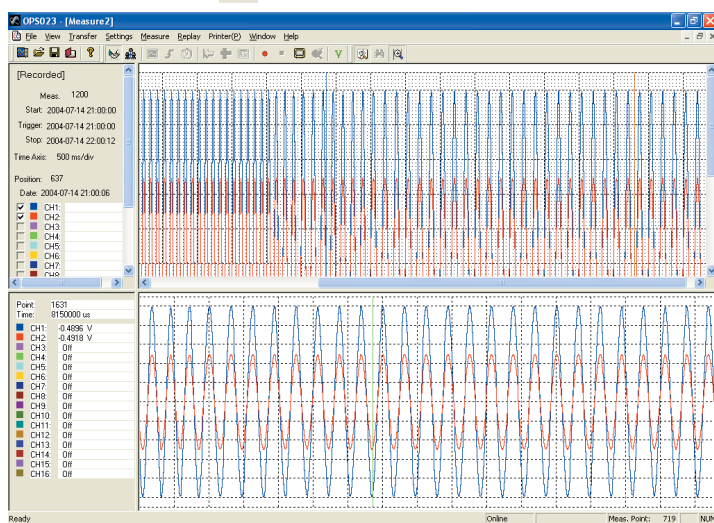 OPS023 - [Measure2]
File View Transfer Settings Measure Replay Printer(P) Window Help
[Recorded]
Meas. 1200
Start: 2004-07-14 21:00:00
Trigger: 2004-07-14 21:00:00
Stop: 2004-07-14 22:00:12
Time Axis: 500 ms/div
Position: 637
Date: 2004-07-14 21:00:06
CH1:
CH2:
CH3:
CH4:
CH5:
CH6:
CH7:
CH8:
Point: 1631
Time: 8150000 us
CH1: -0.4896 V
CH2: -0.4918 V
CH3: Off
CH4: Off
CH5: Off
CH6: Off
CH7: Off
CH8: Off
CH9: Off
CH10: Off
CH11: Off
CH12: Off
CH13: Off
CH14: Off
CH15: Off
CH16: Off
Ready Online Meas. Point: 719 NUM